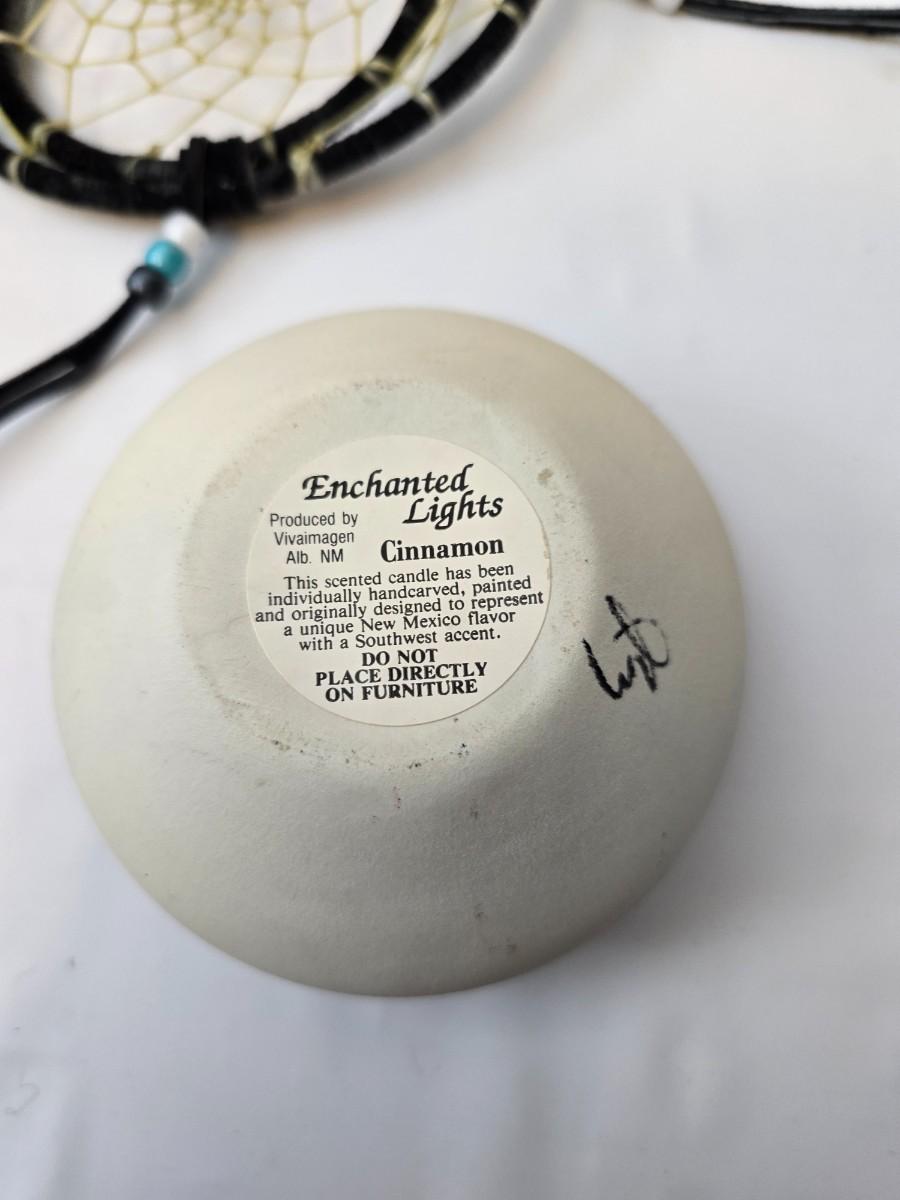 Enchanted
Lights
Produced by
Vivaimagen
Alb. NM
Cinnamon
This scented candle has been
individually handcarved, painted
and originally designed to represent
a unique New Mexico flavor
with a Southwest accent.
DO NOT
PLACE DIRECTLY
ON FURNITURE